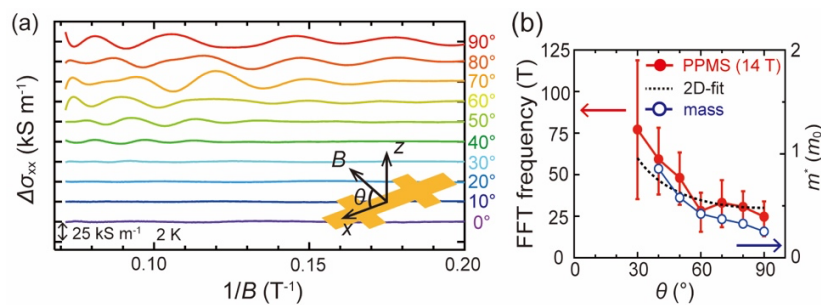 (a)
Δσxx (kS m⁻¹)
90°
80°
70°
60°
50°
40°
30°
20°
10°
0°
z
B
θ
x
25 kS m⁻¹ 2 K
0.10 0.15 0.20
1/B (T⁻¹)
(b)
FFT frequency (T)
125
100
75
50
25
0
PPMS (14 T)
2D-fit
mass
2
1
0
m* (m₀)
0 30 60 90
θ (°)